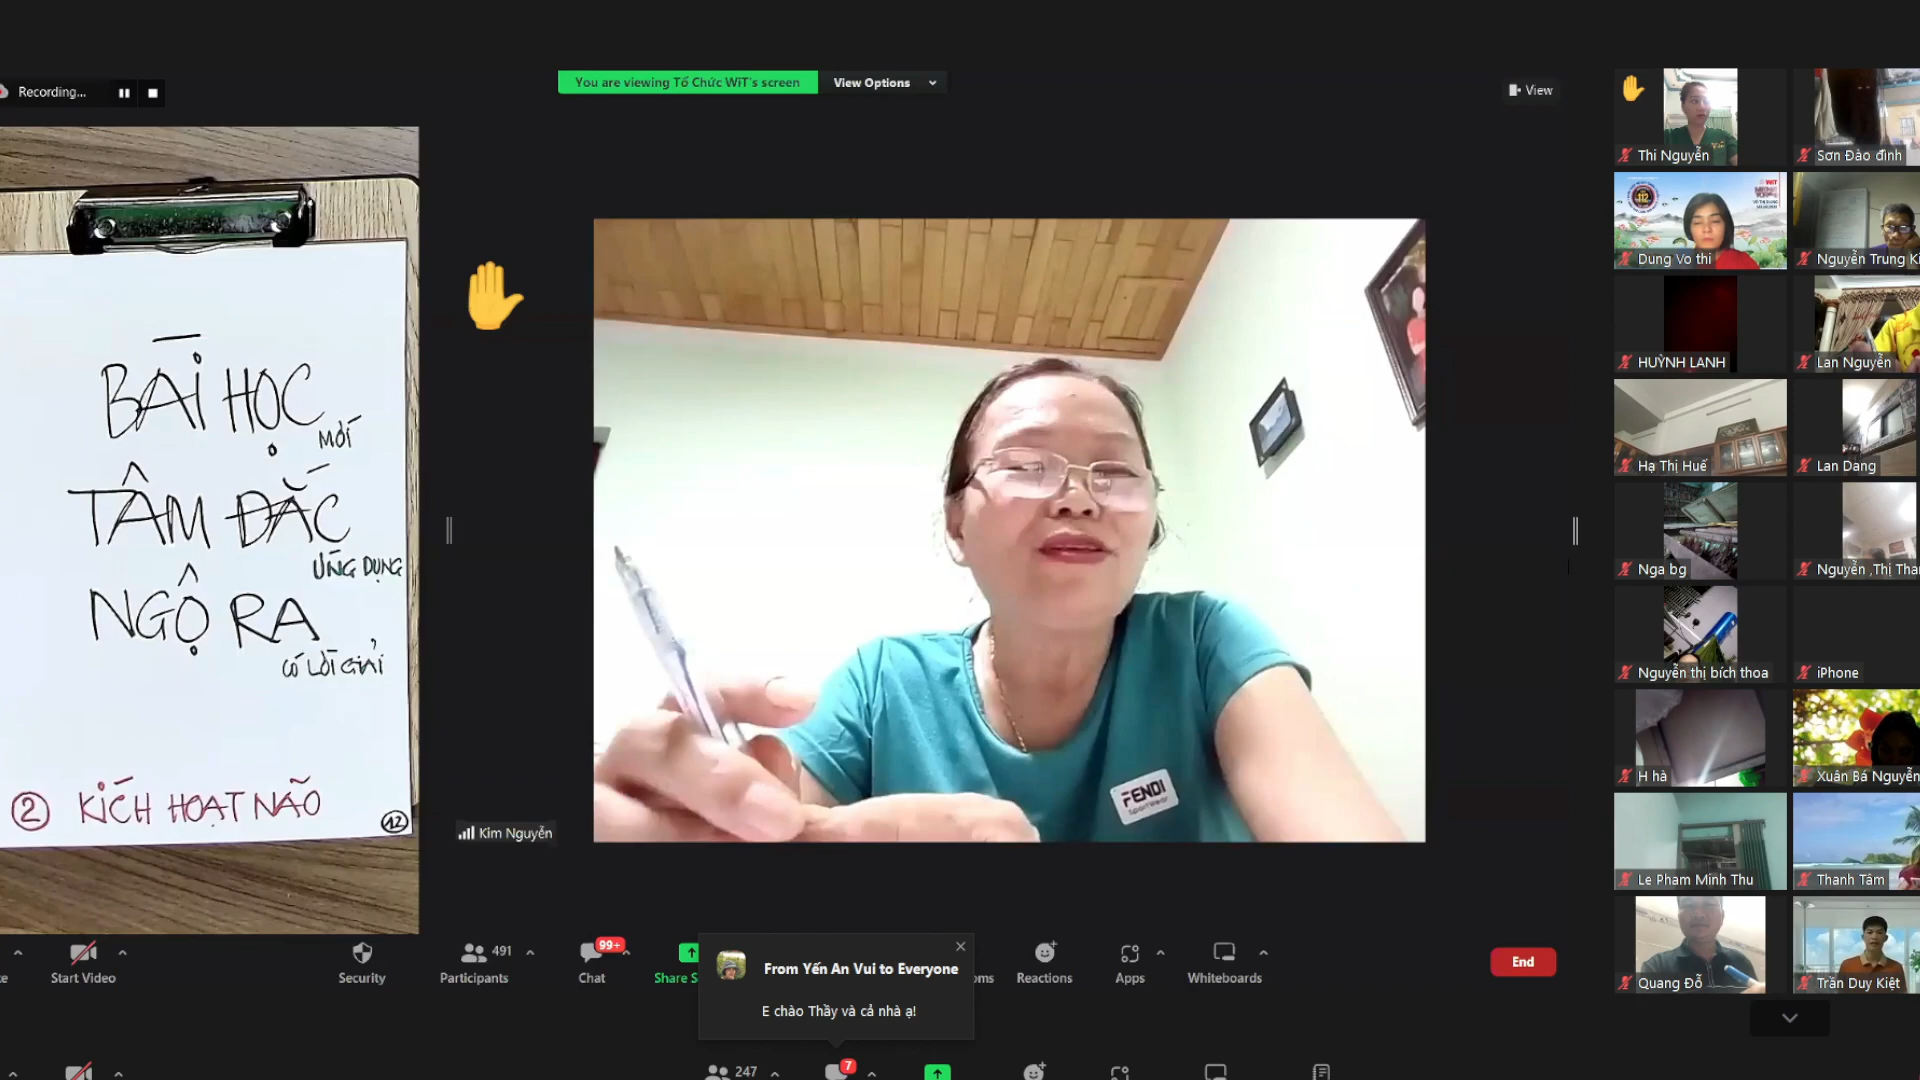 Recording...
You are viewing Tổ Chức WiT's screen
View Options
View
BÀI HỌC
MỚI
TÂM ĐẮC
ỨNG DỤNG
NGỘ RA
CÓ LỜI GIẢI
② KÍCH HOẠT NÃO
12
Kim Nguyễn
FENDI
Thi Nguyễn
Sơn Đào đình
Dung Vo thi
Nguyễn Trung Ki
HUỲNH LANH
Lan Nguyễn
Hạ Thị Huế
Lan Dang
Nga bg
Nguyễn ,Thị Tha
Nguyễn thị bích thoa
iPhone
H hà
Xuân Bá Nguyễn
Le Pham Minh Thu
Thanh Tâm
Quang Đỗ
Trần Duy Kiệt
Start Video
Security
491
Participants
99+
Chat
Share S
oms
Reactions
Apps
Whiteboards
End
From Yến An Vui to Everyone
E chào Thầy và cả nhà ạ!
247
7